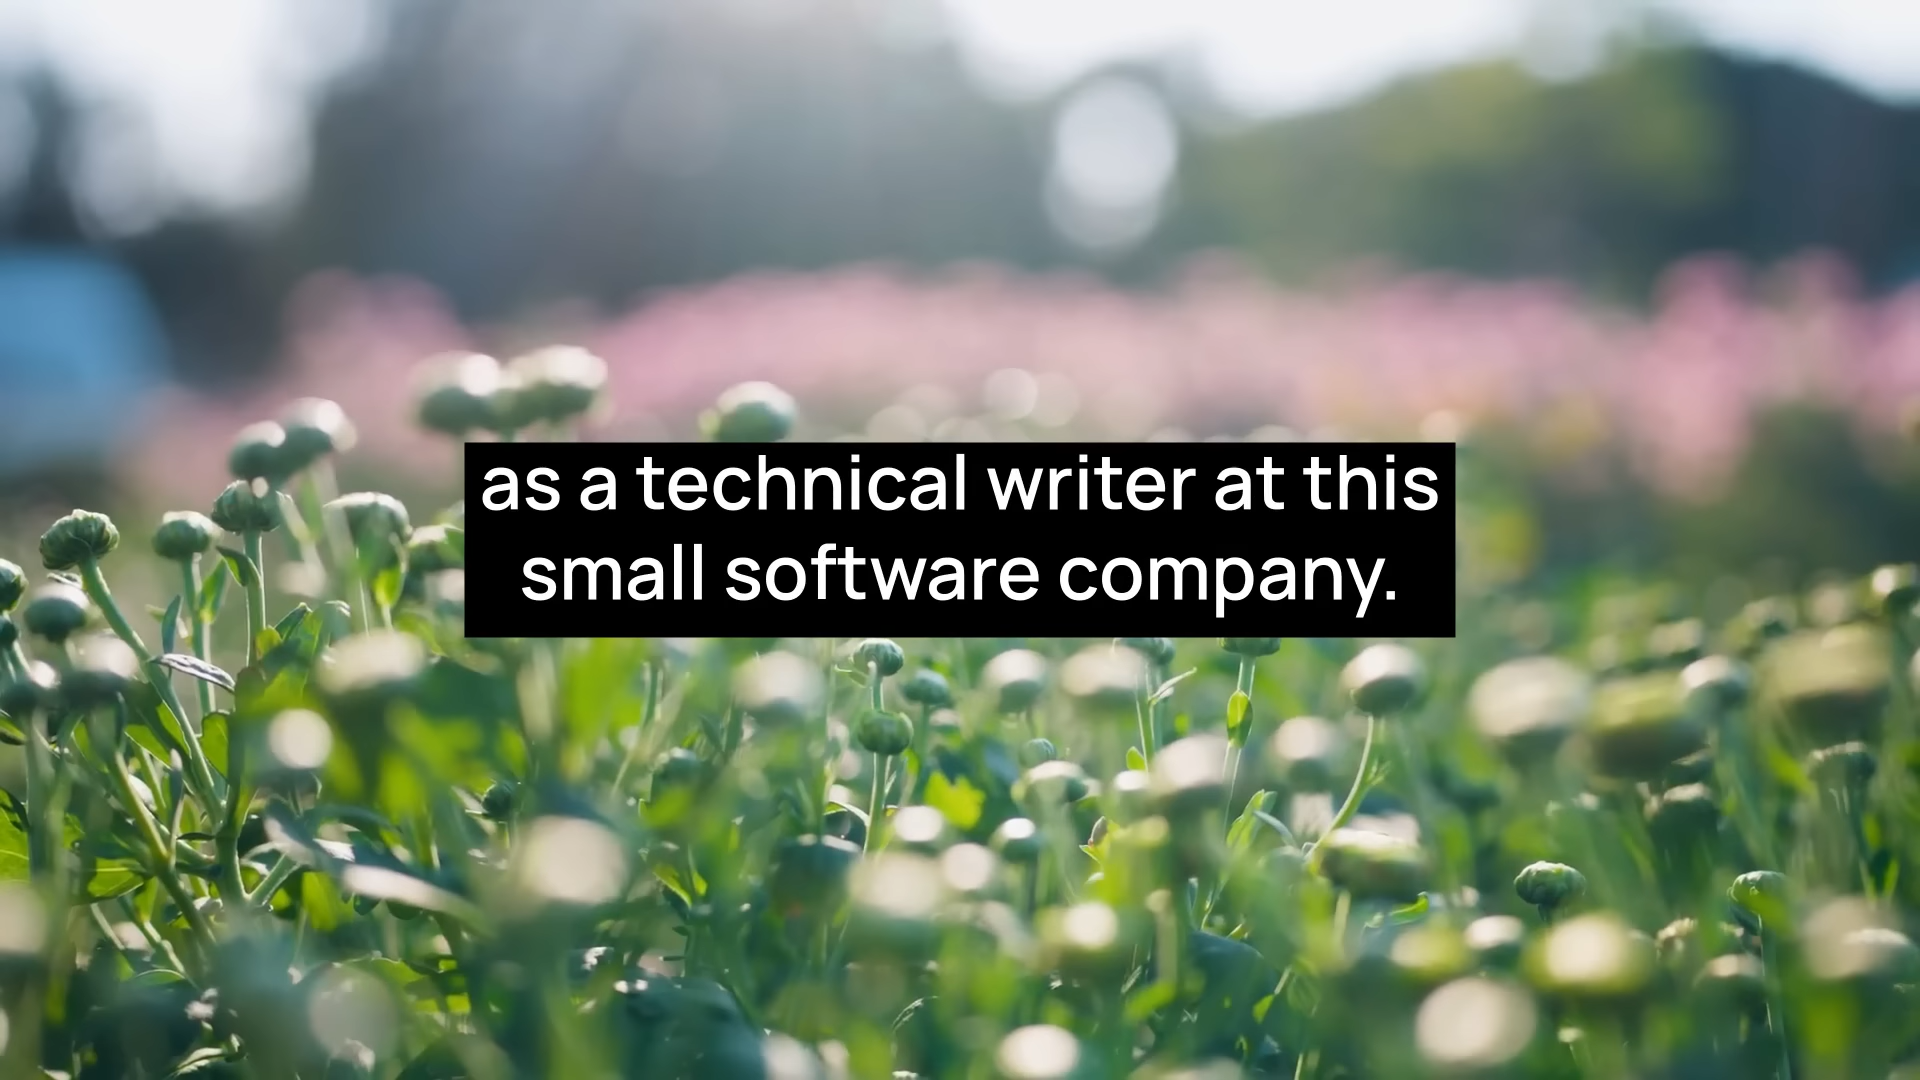 as a technical writer at this
small software company.